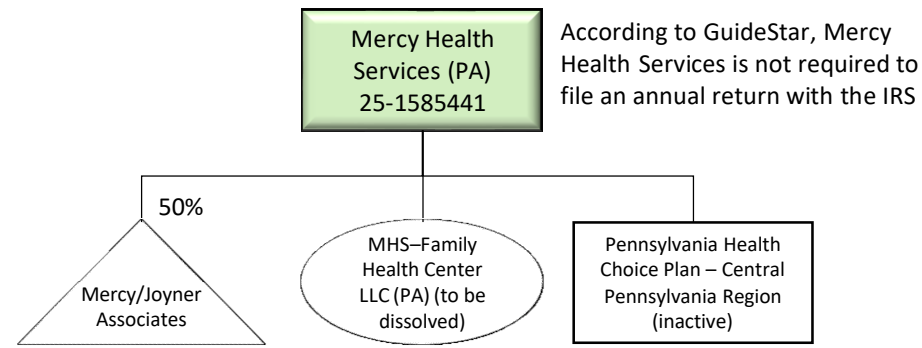 Mercy Health
Services (PA)
25-1585441
According to GuideStar, Mercy
Health Services is not required to
file an annual return with the IRS
50%
Mercy/Joyner
Associates
MHS–Family
Health Center
LLC (PA) (to be
dissolved)
Pennsylvania Health
Choice Plan – Central
Pennsylvania Region
(inactive)